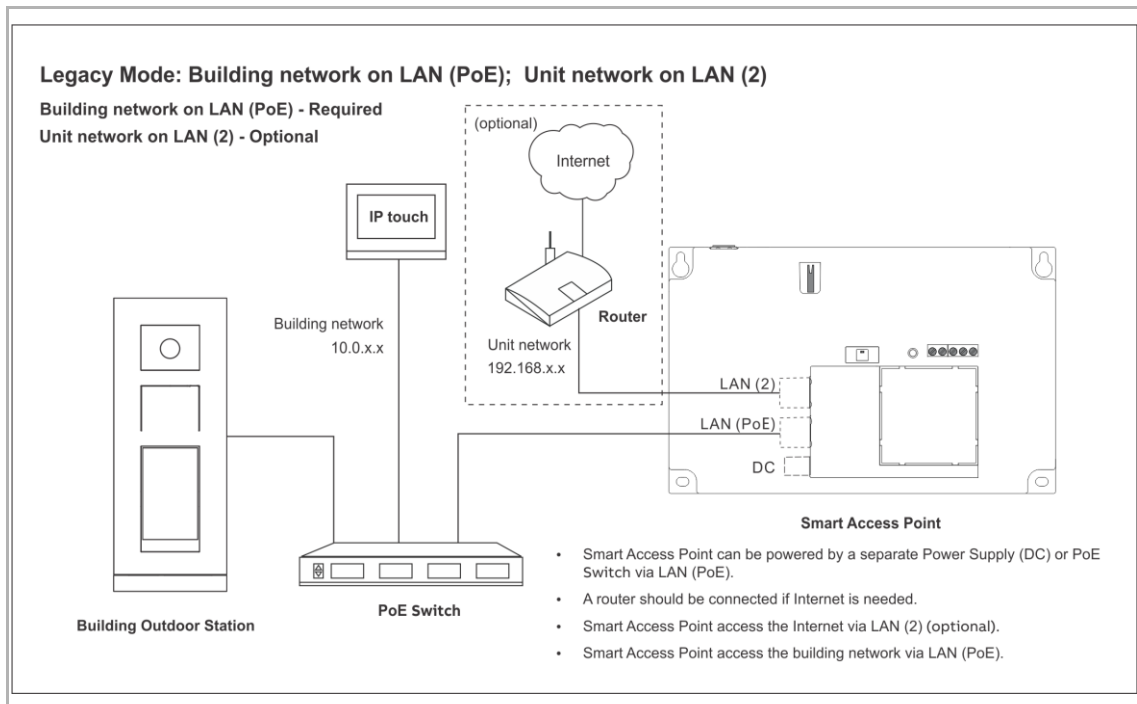 Legacy Mode: Building network on LAN (PoE); Unit network on LAN (2)
Building network on LAN (PoE) - Required
Unit network on LAN (2) - Optional
(optional)
Internet
IP touch
Router
Building network
10.0.x.x
Unit network
192.168.x.x
LAN (2)
LAN (PoE)
DC
Smart Access Point
PoE Switch
Building Outdoor Station
• Smart Access Point can be powered by a separate Power Supply (DC) or PoE
Switch via LAN (PoE).
• A router should be connected if Internet is needed.
• Smart Access Point access the Internet via LAN (2) (optional).
• Smart Access Point access the building network via LAN (PoE).